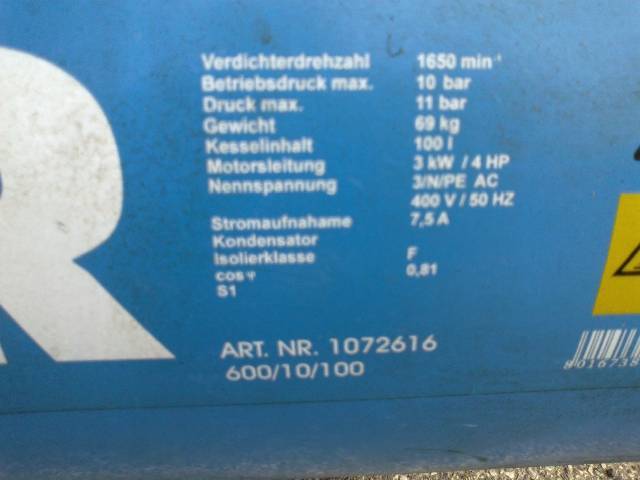 R
Verdichterdrehzahl 1650 min⁻¹
Betriebsdruck max. 10 bar
Druck max. 11 bar
Gewicht 69 kg
Kesselinhalt 100 l
Motorsleitung 3 kW / 4 HP
Nennspannung 3/N/PE AC
400 V / 50 HZ
Stromaufnahame 7,5 A
Kondensator
Isolierklasse F
cos φ 0,81
S1
ART. NR. 1072616
600/10/100